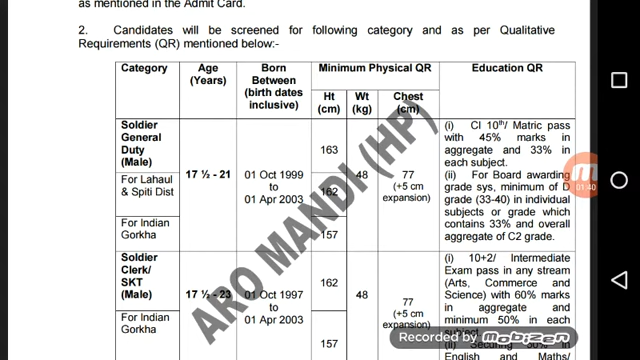 as mentioned in the Admit Card.
2. Candidates will be screened for following category and as per Qualitative
Requirements (QR) mentioned below:-
Category
Age
(Years)
Born
Between
(birth dates
inclusive)
Minimum Physical QR
Education QR
Ht
(cm)
Wt
(kg)
Chest
(cm)
Soldier
General
Duty
(Male)
For Lahaul
& Spiti Dist
For Indian
Gorkha
17 ½ - 21
01 Oct 1999
to
01 Apr 2003
163
162
157
48
77
(+5 cm
expansion)
(i) Cl 10th/ Matric pass
with 45% marks in
aggregate and 33% in
each subject.
(ii) For Board awarding
grade sys, minimum of D
grade (33-40) in individual
subjects or grade which
contains 33% and overall
aggregate of C2 grade.
Soldier
Clerk/
SKT
(Male)
For Indian
Gorkha
17 ½ - 23
01 Oct 1997
to
01 Apr 2003
162
157
48
77
(+5 cm
expansion)
(i) 10+2/ Intermediate
Exam pass in any stream
(Arts, Commerce and
Science) with 60% marks
in aggregate and
minimum 50% in each
subject.
(ii) Securing 50% in
English and Maths/
ARO MANDI (HP)
01:40
Recorded by mobizen